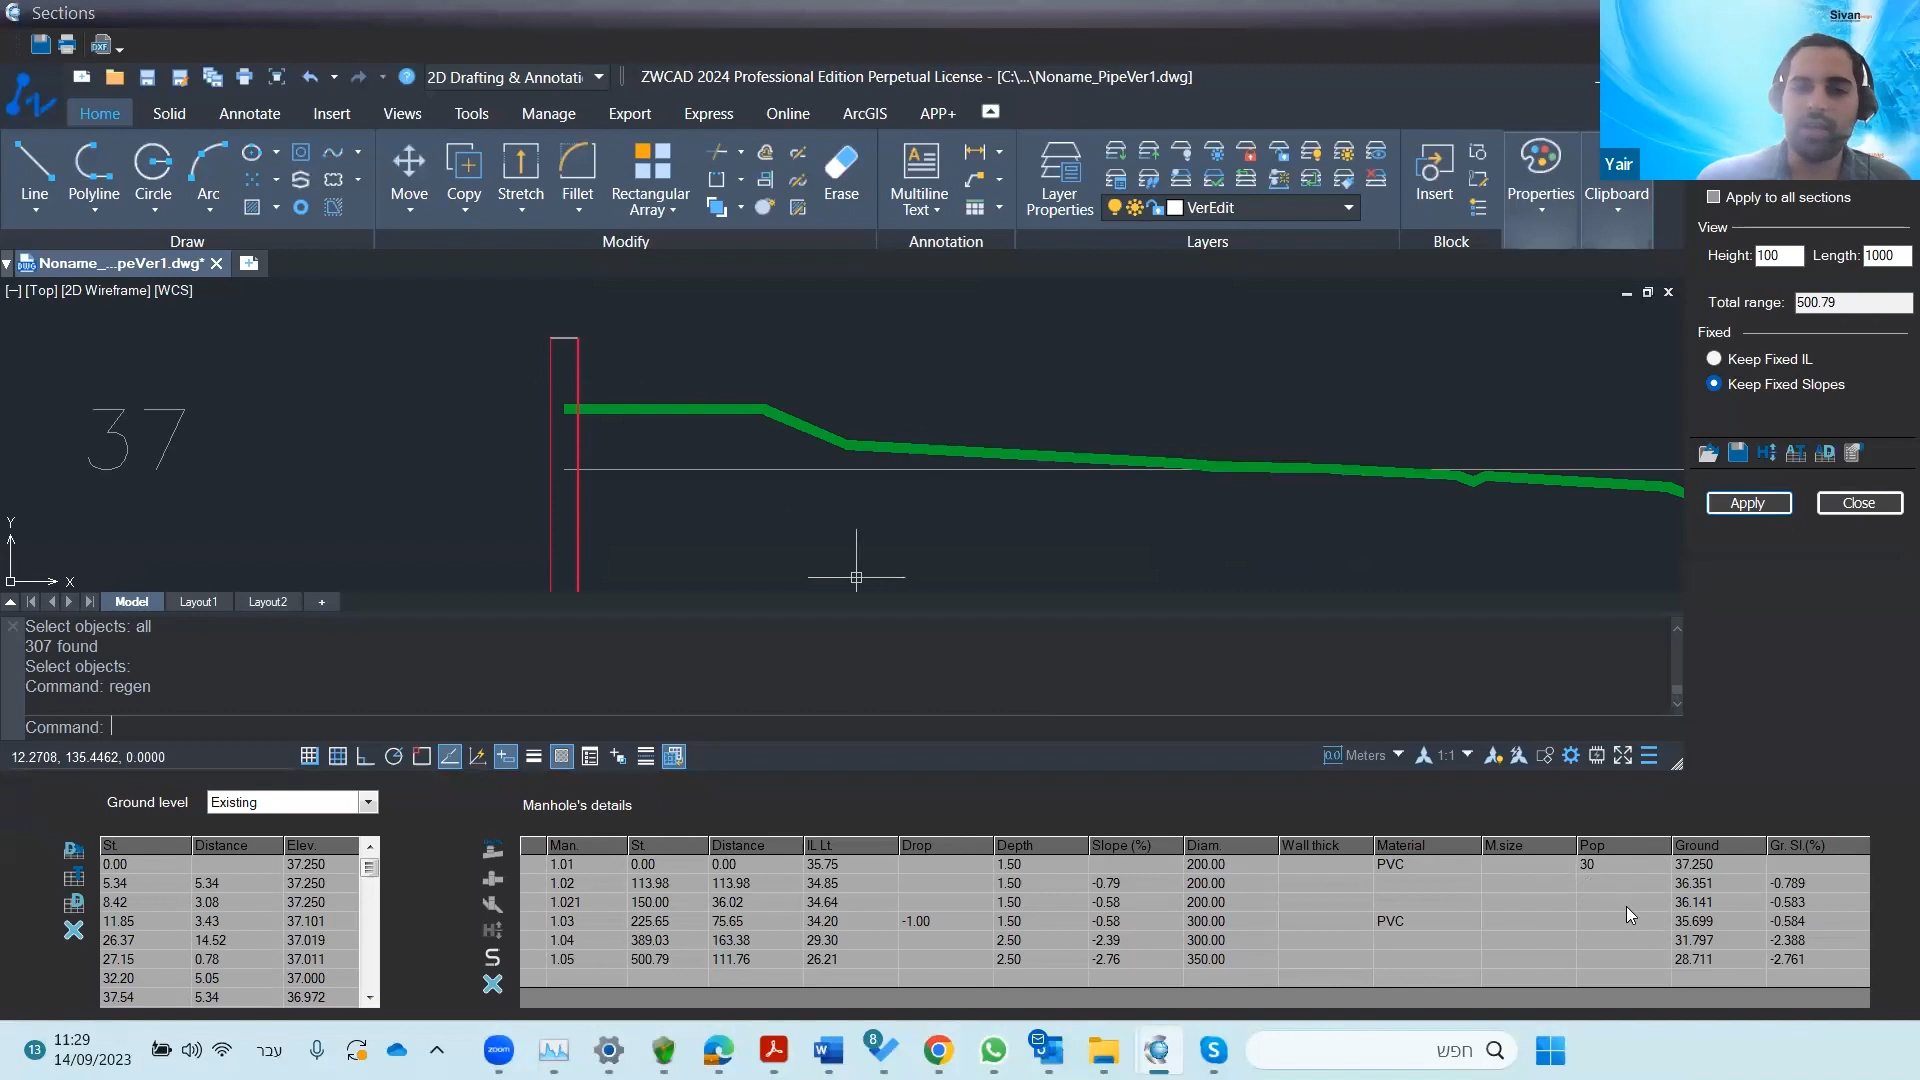 Sections
Sivan
DXF
2D Drafting & Annotati
ZWCAD 2024 Professional Edition Perpetual License - [C:\...\Noname_PipeVer1.dwg]
Home Solid Annotate Insert Views Tools Manage Export Express Online ArcGIS APP+
Yair
Line Polyline Circle Arc
Move Copy Stretch Fillet Rectangular Array Erase
Multiline Text
Layer Properties
VerEdit
Insert Properties Clipboard
Draw Modify Annotation Layers Block
Apply to all sections
View
Height: 100 Length: 1000
Total range: 500.79
Fixed
Keep Fixed IL
Keep Fixed Slopes
Apply Close
Noname_...peVer1.dwg*
[—] [Top] [2D Wireframe] [WCS]
37
Y
X
Model Layout1 Layout2 +
Select objects: all
307 found
Select objects:
Command: regen
Command:
12.2708, 135.4462, 0.0000
0.0 Meters 1:1
Ground level Existing
Manhole's details
St. Distance Elev.
0.00 37.250
5.34 5.34 37.250
8.42 3.08 37.250
11.85 3.43 37.101
26.37 14.52 37.019
27.15 0.78 37.011
32.20 5.05 37.000
37.54 5.34 36.972
Man. St. Distance IL Lt. Drop Depth Slope (%) Diam. Wall thick Material M.size Pop Ground Gr. Sl.(%)
1.01 0.00 0.00 35.75 1.50 200.00 PVC 30 37.250
1.02 113.98 113.98 34.85 1.50 -0.79 200.00 36.351 -0.789
1.021 150.00 36.02 34.64 1.50 -0.58 200.00 36.141 -0.583
1.03 225.65 75.65 34.20 -1.00 1.50 -0.58 300.00 PVC 35.699 -0.584
1.04 389.03 163.38 29.30 2.50 -2.39 300.00 31.797 -2.388
1.05 500.79 111.76 26.21 2.50 -2.76 350.00 28.711 -2.761
13
11:29
14/09/2023
עבר
zoom
8
חפש